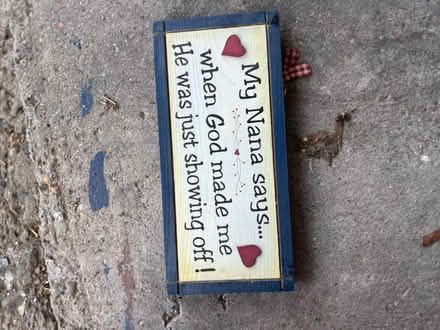 My Nana says...
when God made me
He was just showing off!